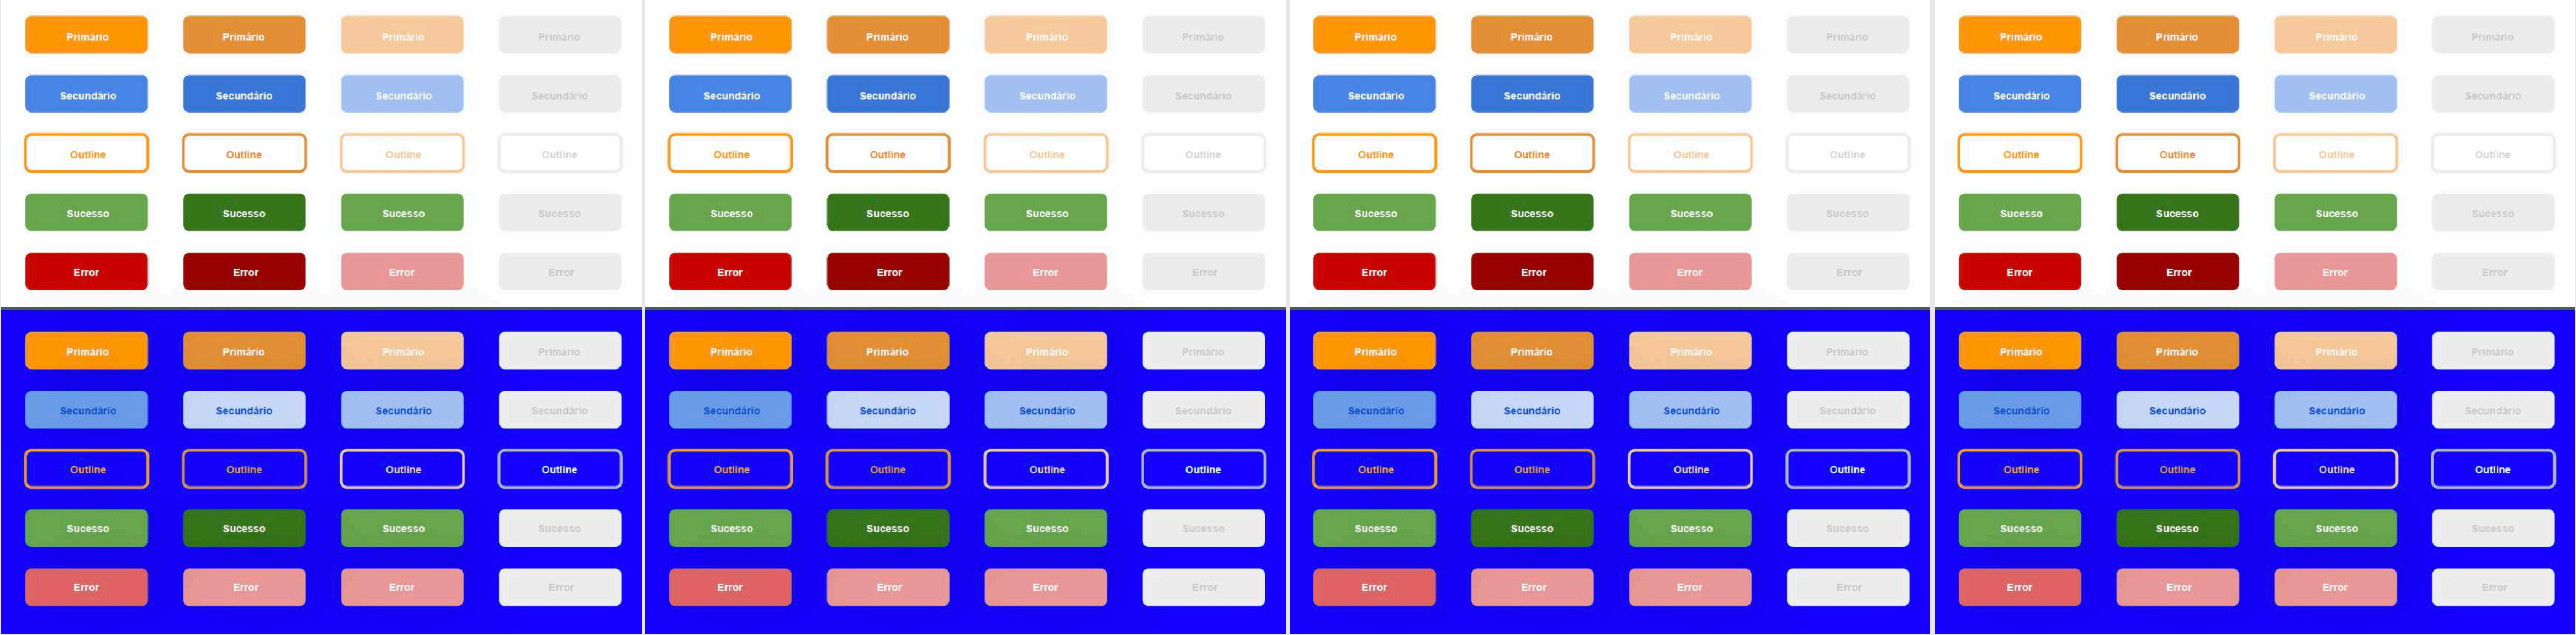 Primário Primário Primário Primário Primário Primário Primário Primário Primário Primário Primário Primário Primário Primário Primário Primário
Secundário Secundário Secundário Secundário Secundário Secundário Secundário Secundário Secundário Secundário Secundário Secundário Secundário Secundário Secundário Secundário
Outline Outline Outline Outline Outline Outline Outline Outline Outline Outline Outline Outline Outline Outline Outline Outline
Sucesso Sucesso Sucesso Sucesso Sucesso Sucesso Sucesso Sucesso Sucesso Sucesso Sucesso Sucesso Sucesso Sucesso Sucesso Sucesso
Error Error Error Error Error Error Error Error Error Error Error Error Error Error Error Error
Primário Primário Primário Primário Primário Primário Primário Primário Primário Primário Primário Primário Primário Primário Primário Primário
Secundário Secundário Secundário Secundário Secundário Secundário Secundário Secundário Secundário Secundário Secundário Secundário Secundário Secundário Secundário Secundário
Outline Outline Outline Outline Outline Outline Outline Outline Outline Outline Outline Outline Outline Outline Outline Outline
Sucesso Sucesso Sucesso Sucesso Sucesso Sucesso Sucesso Sucesso Sucesso Sucesso Sucesso Sucesso Sucesso Sucesso Sucesso Sucesso
Error Error Error Error Error Error Error Error Error Error Error Error Error Error Error Error